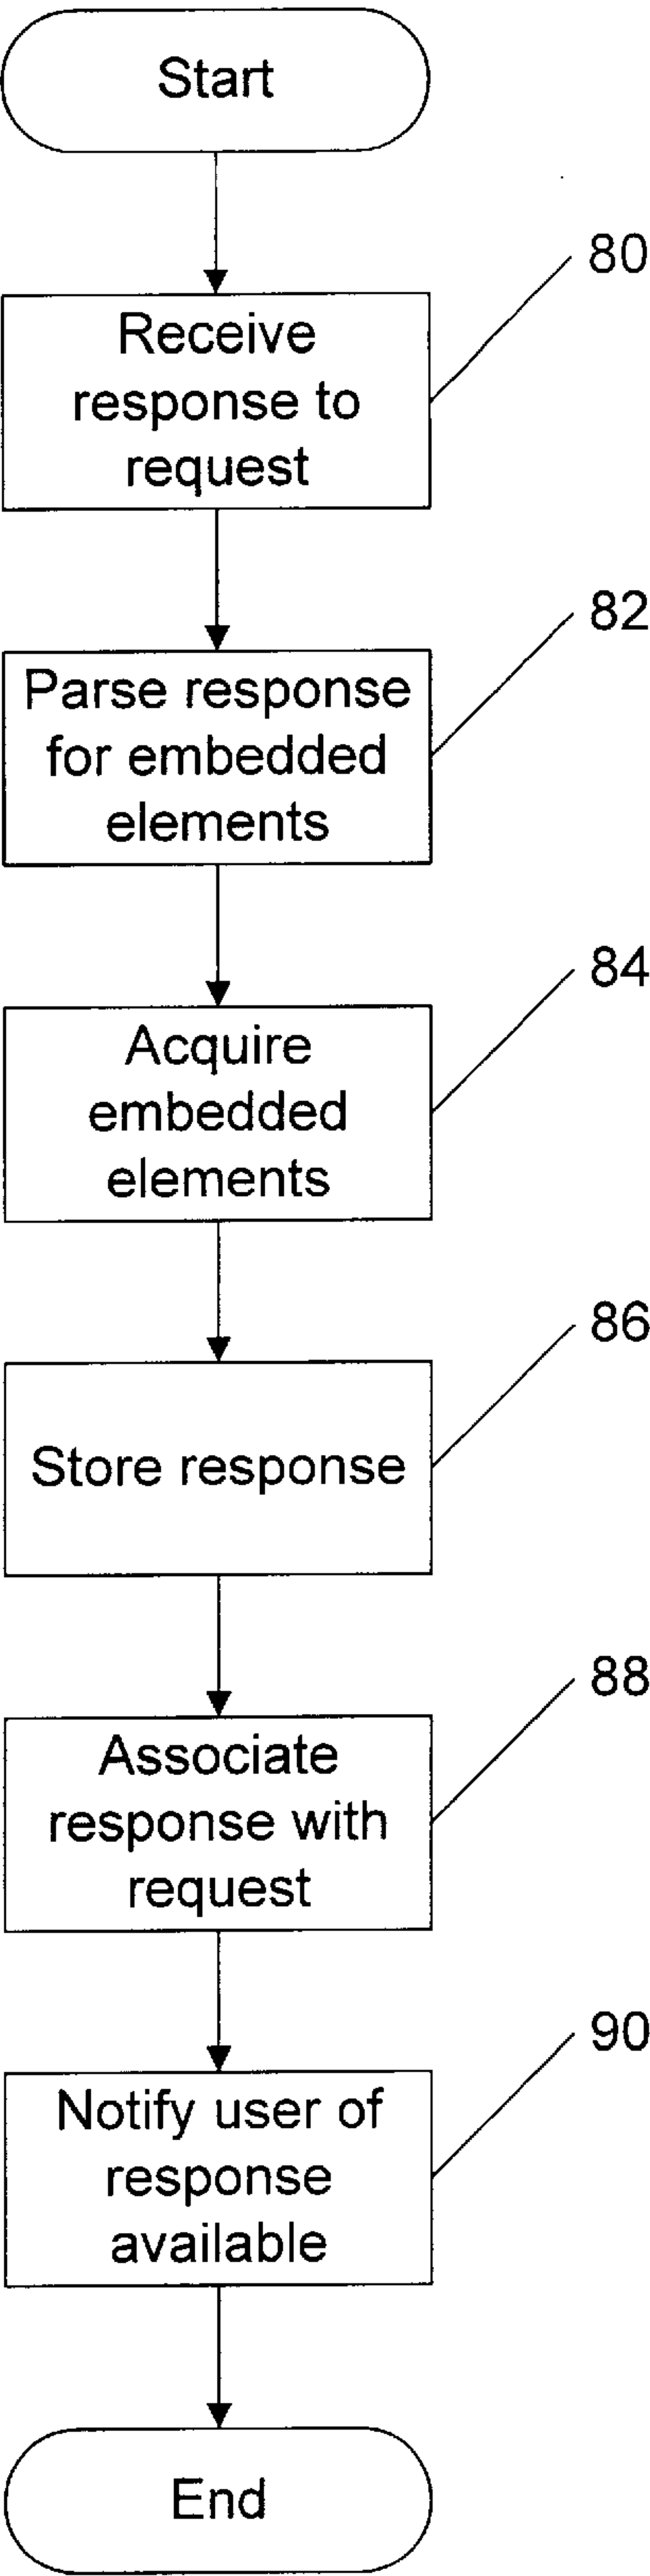 Start
80
Receive
response to
request
82
Parse response
for embedded
elements
84
Acquire
embedded
elements
86
Store response
88
Associate
response with
request
90
Notify user of
response
available
End